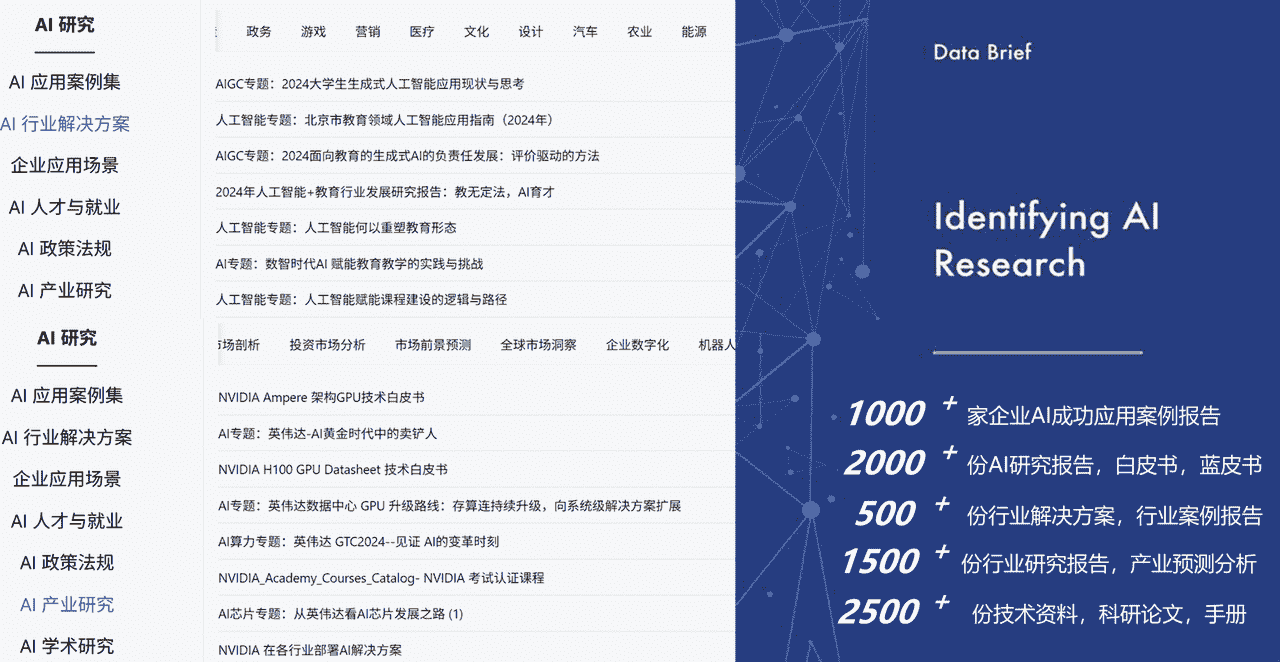 AI 研究
AI 应用案例集
AI 行业解决方案
企业应用场景
AI 人才与就业
AI 政策法规
AI 产业研究
政务 游戏 营销 医疗 文化 设计 汽车 农业 能源
AIGC专题：2024大学生生成式人工智能应用现状与思考
人工智能专题：北京市教育领域人工智能应用指南（2024年）
AIGC专题：2024面向教育的生成式AI的负责任发展：评价驱动的方法
2024年人工智能+教育行业发展研究报告：教无定法，AI育才
人工智能专题：人工智能何以重塑教育形态
AI专题：数智时代AI 赋能教育教学的实践与挑战
人工智能专题：人工智能赋能课程建设的逻辑与路径
AI 研究
AI 应用案例集
AI 行业解决方案
企业应用场景
AI 人才与就业
AI 政策法规
AI 产业研究
AI 学术研究
市场剖析 投资市场分析 市场前景预测 全球市场洞察 企业数字化 机器人
NVIDIA Ampere 架构GPU技术白皮书
AI专题：英伟达-AI黄金时代中的卖铲人
NVIDIA H100 GPU Datasheet 技术白皮书
AI专题：英伟达数据中心 GPU 升级路线：存算连持续升级，向系统级解决方案扩展
AI算力专题：英伟达 GTC2024--见证 AI的变革时刻
NVIDIA_Academy_Courses_Catalog- NVIDIA 考试认证课程
AI芯片专题：从英伟达看AI芯片发展之路 (1)
NVIDIA 在各行业部署AI解决方案
Data Brief
Identifying AI
Research
1000 + 家企业AI成功应用案例报告
2000 + 份AI研究报告，白皮书，蓝皮书
500 + 份行业解决方案，行业案例报告
1500 + 份行业研究报告，产业预测分析
2500 + 份技术资料，科研论文，手册